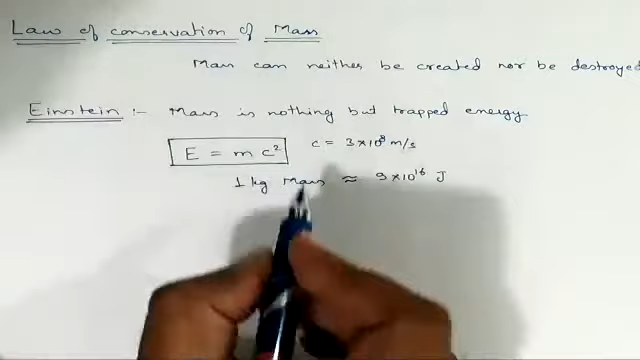 Law of conservation of Mass
Mass can neither be created nor be destroyed
Einstein :- Mass is nothing but trapped energy
E = mc² c = 3×10⁸ m/s
1 kg Mass ≈ 9×10¹⁶ J